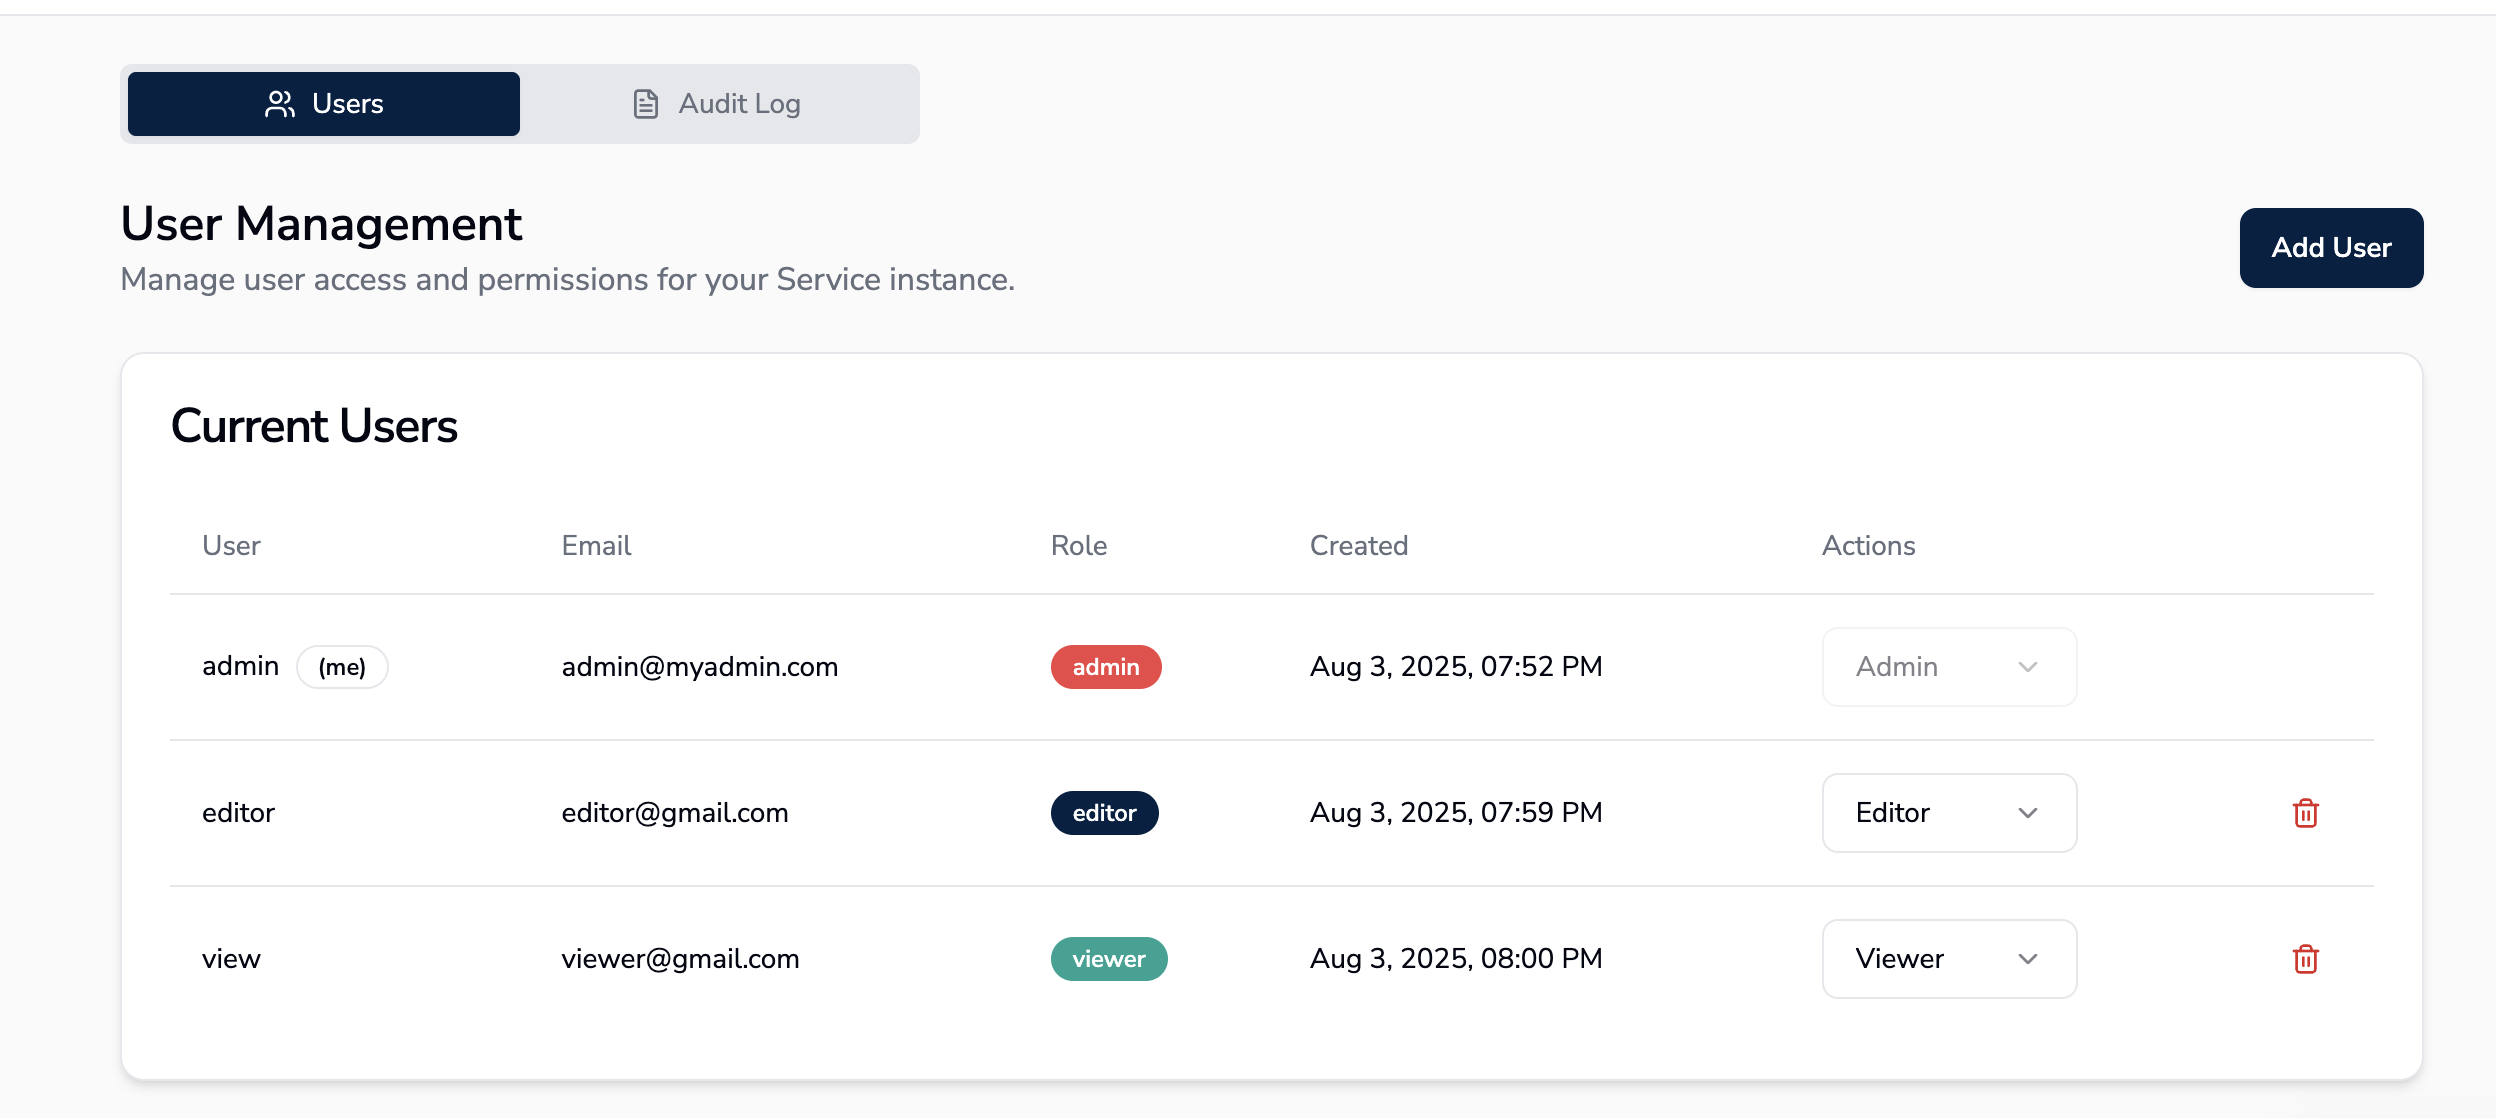 Users Audit Log
User Management
Manage user access and permissions for your Service instance.
Add User
Current Users
User Email Role Created Actions
admin (me) admin@myadmin.com admin Aug 3, 2025, 07:52 PM Admin
editor editor@gmail.com editor Aug 3, 2025, 07:59 PM Editor
view viewer@gmail.com viewer Aug 3, 2025, 08:00 PM Viewer